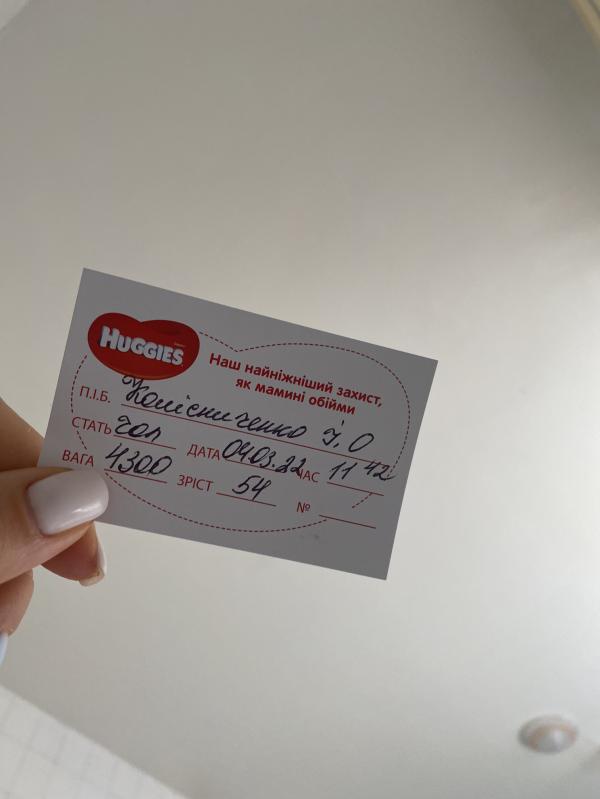 HUGGIES
Наш найніжніший захист,
як мамині обійми
П.І.Б. Колісниченко І. О
СТАТЬ чол ДАТА 04.03.22 ЧАС 11 42
ВАГА 4300 ЗРІСТ 54 №